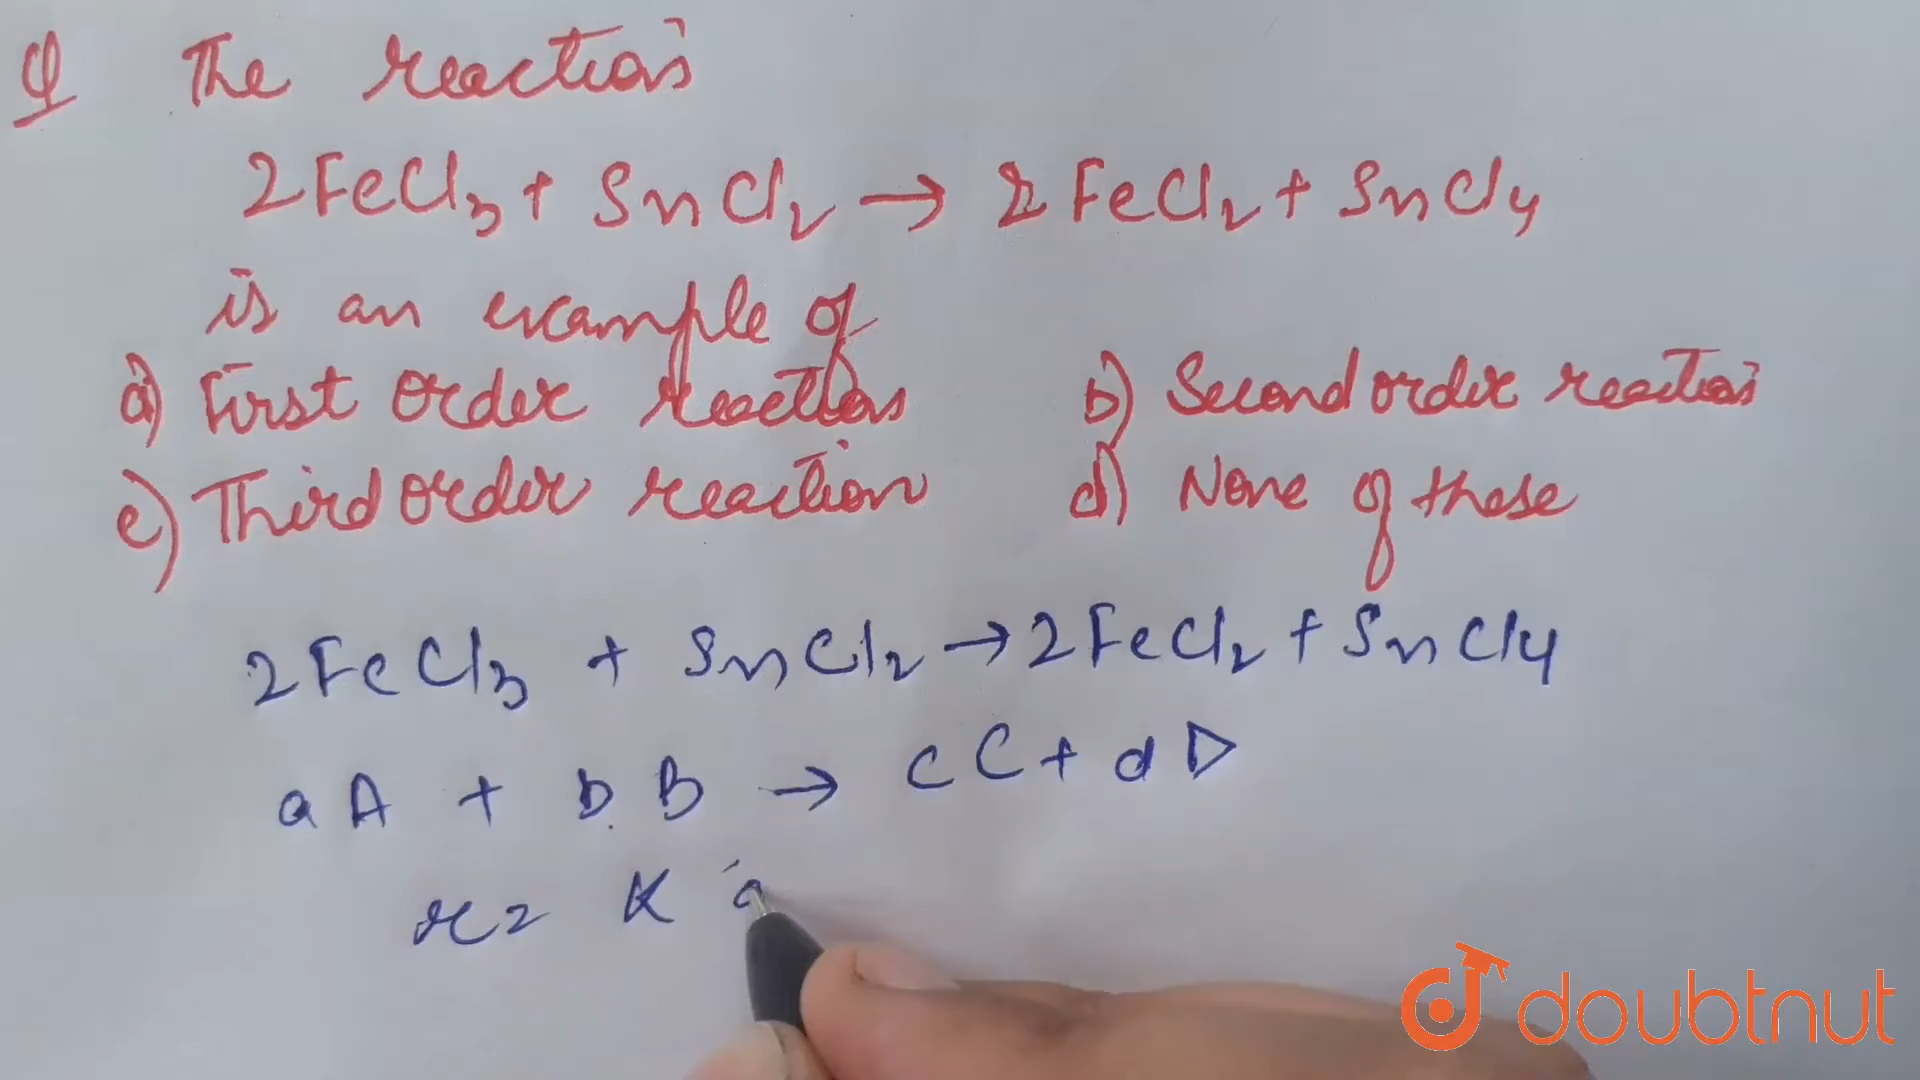 Q The reaction
2FeCl3 + SnCl2 → 2FeCl2 + SnCl4
is an example of
a) First order reaction b) Second order reaction
c) Third order reaction d) None of these
2FeCl3 + SnCl2 → 2FeCl2 + SnCl4
aA + bB → cC + dD
r = K
doubtnut